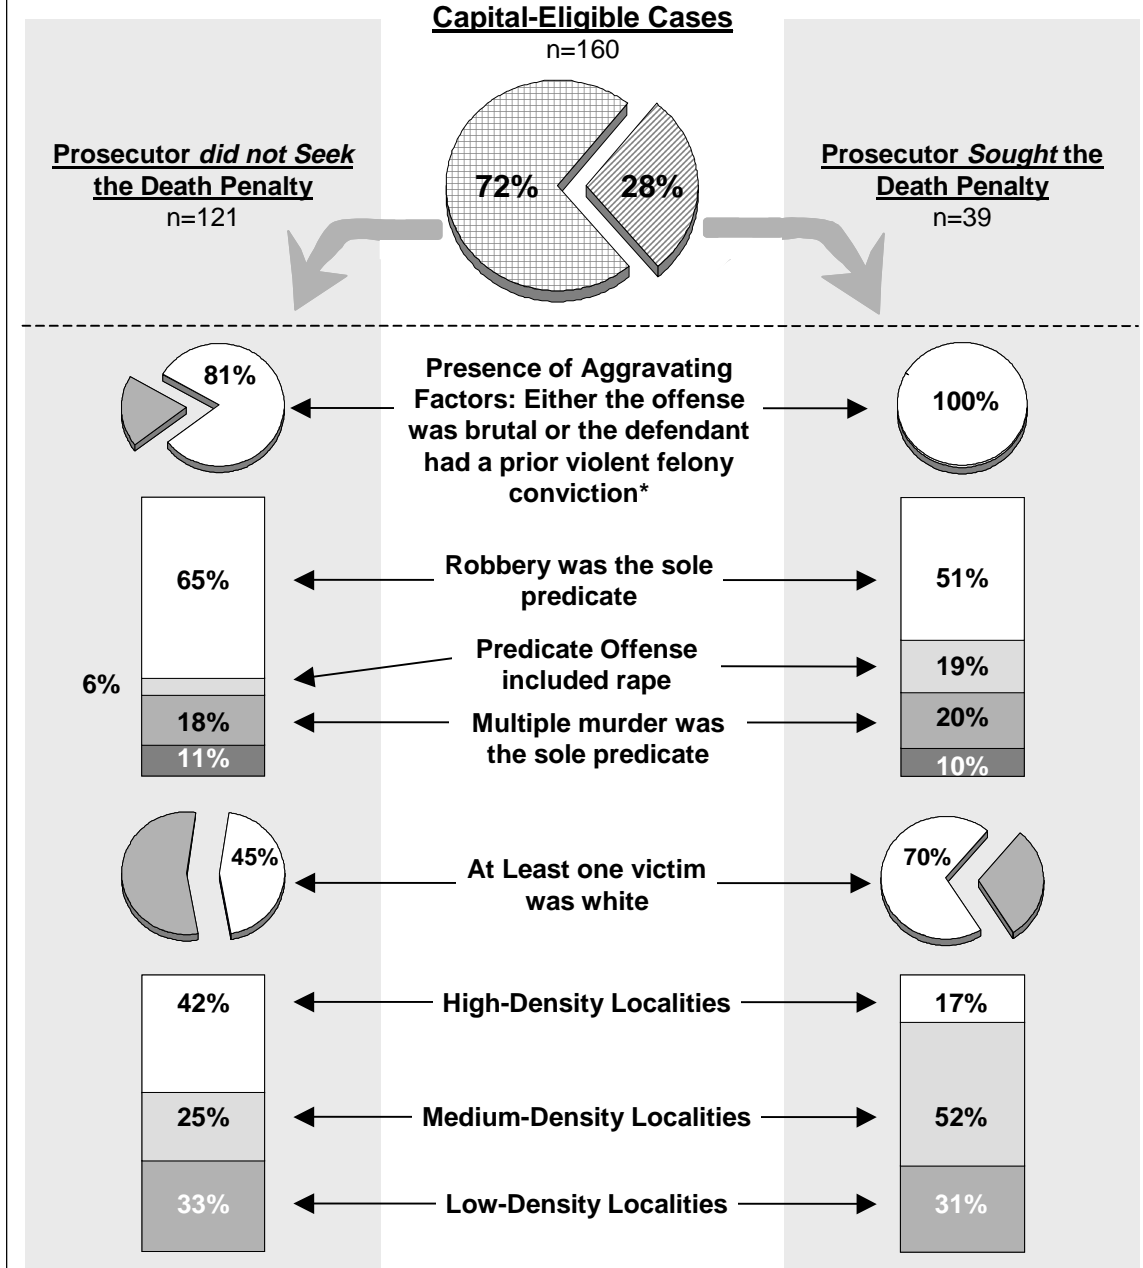 Capital-Eligible Cases
n=160
Prosecutor did not Seek
the Death Penalty
n=121
72%
28%
Prosecutor Sought the
Death Penalty
n=39
81%
Presence of Aggravating
Factors: Either the offense
was brutal or the defendant
had a prior violent felony
conviction*
100%
65%
Robbery was the sole
predicate
51%
6%
Predicate Offense
included rape
19%
18%
Multiple murder was
the sole predicate
20%
11%
10%
45%
At Least one victim
was white
70%
42%
High-Density Localities
17%
25%
Medium-Density Localities
52%
33%
Low-Density Localities
31%